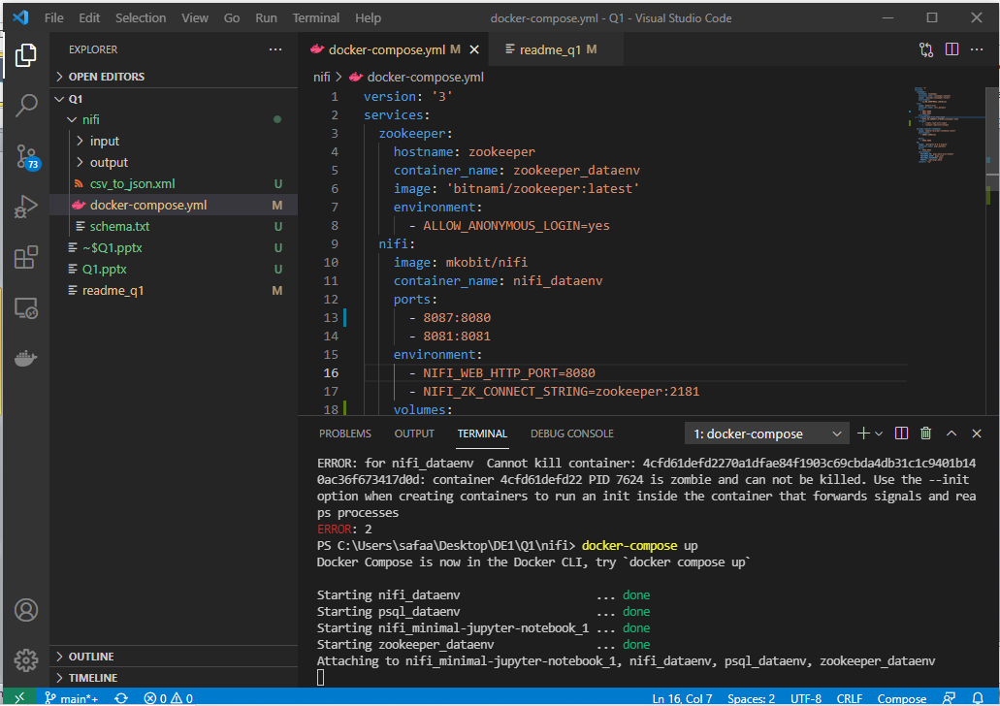 File Edit Selection View Go Run Terminal Help docker-compose.yml - Q1 - Visual Studio Code
EXPLORER
OPEN EDITORS
Q1
nifi
input
output
csv_to_json.xml U
docker-compose.yml M
schema.txt U
~$Q1.pptx U
Q1.pptx U
readme_q1 M
OUTLINE
TIMELINE
73
docker-compose.yml M
readme_q1 M
nifi > docker-compose.yml
1 version: '3'
2 services:
3 zookeeper:
4 hostname: zookeeper
5 container_name: zookeeper_dataenv
6 image: 'bitnami/zookeeper:latest'
7 environment:
8 - ALLOW_ANONYMOUS_LOGIN=yes
9 nifi:
10 image: mkobit/nifi
11 container_name: nifi_dataenv
12 ports:
13 - 8087:8080
14 - 8081:8081
15 environment:
16 - NIFI_WEB_HTTP_PORT=8080
17 - NIFI_ZK_CONNECT_STRING=zookeeper:2181
18 volumes:
PROBLEMS OUTPUT TERMINAL DEBUG CONSOLE 1: docker-compose
ERROR: for nifi_dataenv  Cannot kill container: 4cfd61defd2270a1dfae84f1903c69cbda4db31c1c9401b14
0ac36f673417d0d: container 4cfd61defd22 PID 7624 is zombie and can not be killed. Use the --init
option when creating containers to run an init inside the container that forwards signals and rea
ps processes
ERROR: 2
PS C:\Users\safaa\Desktop\DE1\Q1\nifi> docker-compose up
Docker Compose is now in the Docker CLI, try `docker compose up`
Starting nifi_dataenv ... done
Starting psql_dataenv ... done
Starting nifi_minimal-jupyter-notebook_1 ... done
Starting zookeeper_dataenv ... done
Attaching to nifi_minimal-jupyter-notebook_1, nifi_dataenv, psql_dataenv, zookeeper_dataenv
main*+ 0 0 Ln 16, Col 7 Spaces: 2 UTF-8 CRLF Compose